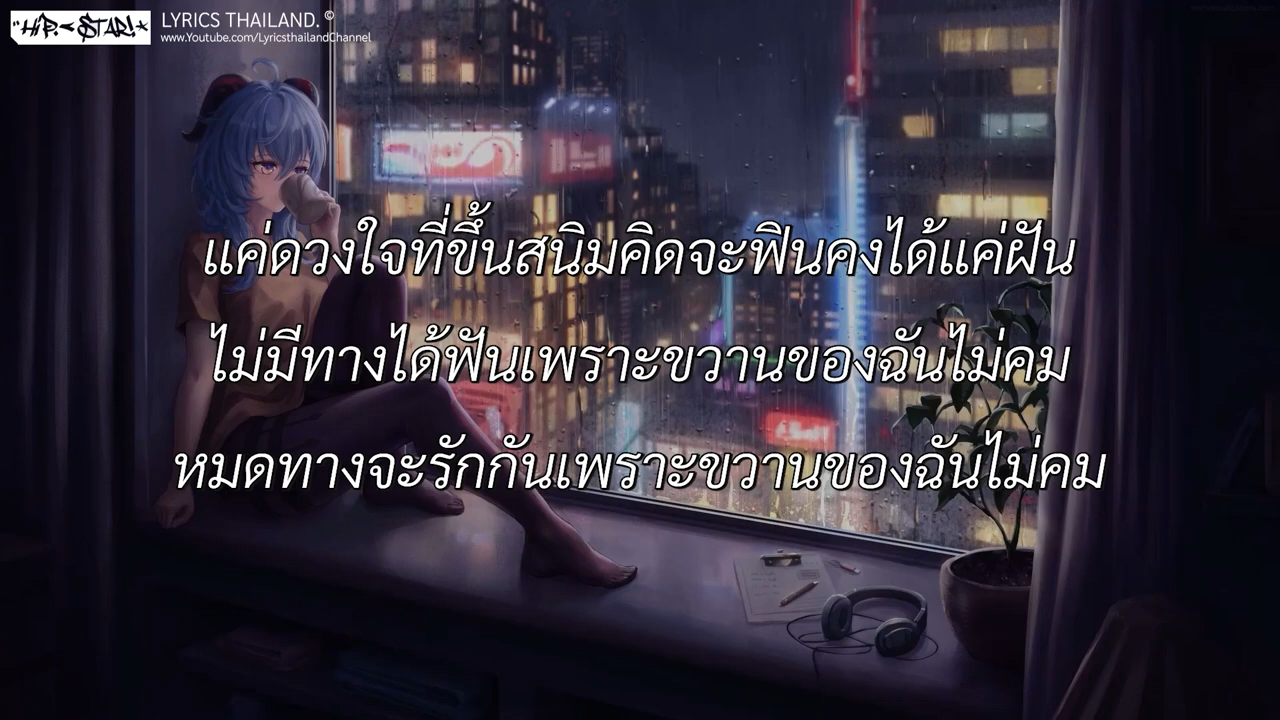 "HIP. STAR!
LYRICS THAILAND. ©
www.Youtube.com/LyricsthailandChannel
แค่ดวงใจที่ขึ้นสนิมคิดจะฟินคงได้แค่ฝัน
ไม่มีทางได้ฟันเพราะขวานของฉันไม่คม
หมดทางจะรักกันเพราะขวานของฉันไม่คม